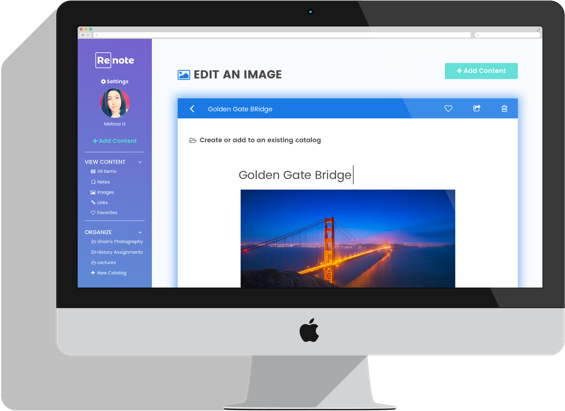 Renote
Settings
Melissa G.
+ Add Content
VIEW CONTENT
All Items
Notes
Images
Links
Favorites
ORGANIZE
Shain's Photography
History Assignments
Lectures
+ New Catalog
EDIT AN IMAGE
+ Add Content
Golden Gate BRidge
Create or add to an existing catalog
Golden Gate Bridge